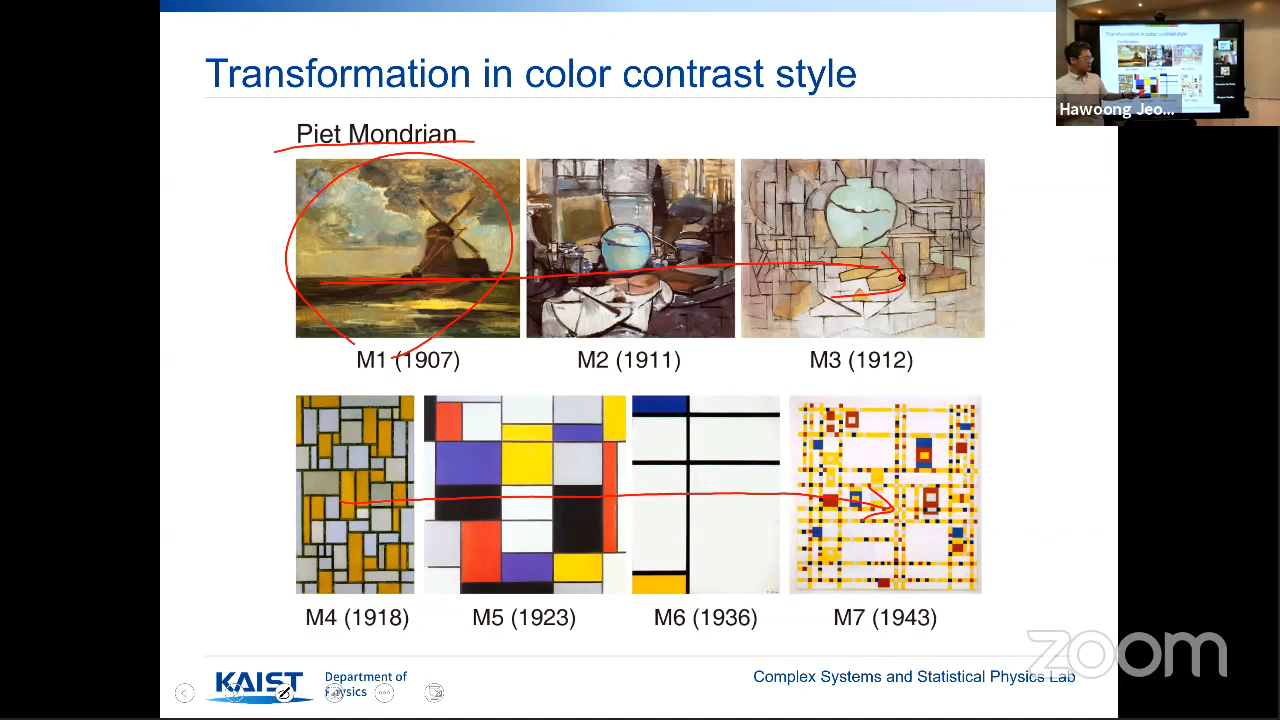 Transformation in color contrast style
Hawoong Jeo...
Piet Mondrian
M1 (1907)
M2 (1911)
M3 (1912)
M4 (1918)
M5 (1923)
M6 (1936)
M7 (1943)
zoom
KAIST
Department of
Physics
Complex Systems and Statistical Physics Lab